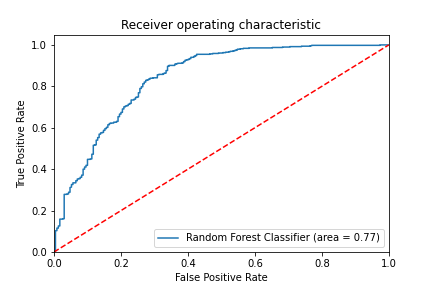 Receiver operating characteristic
True Positive Rate
1.0
0.8
0.6
0.4
0.2
0.0
Random Forest Classifier (area = 0.77)
0.0 0.2 0.4 0.6 0.8 1.0
False Positive Rate